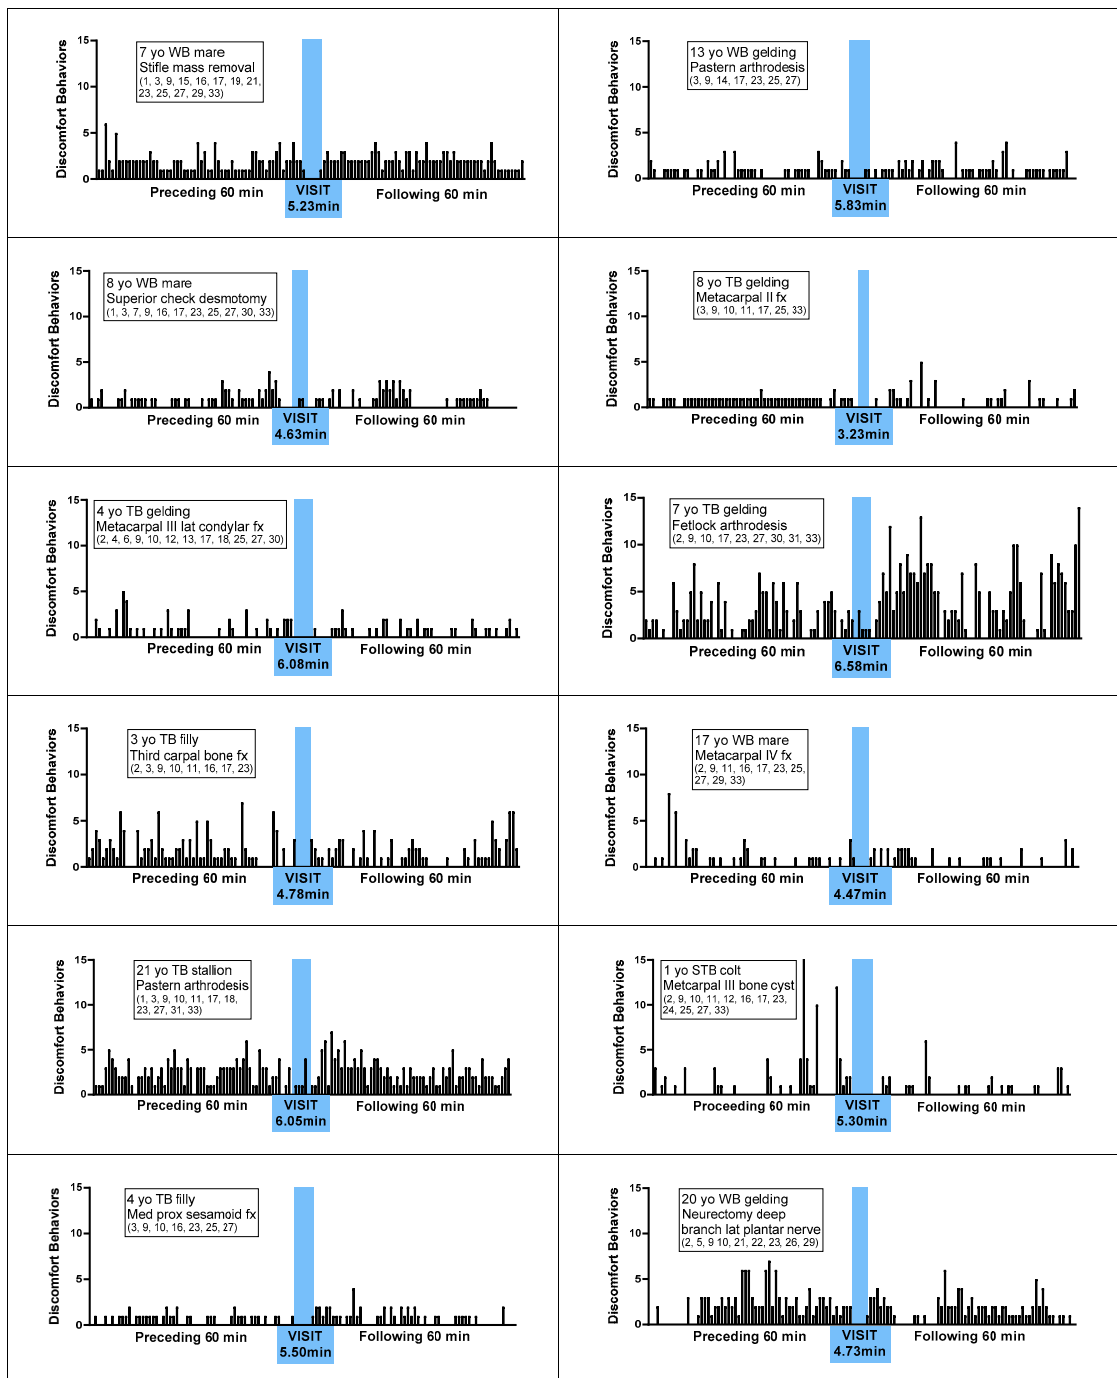 Discomfort Behaviors
15
10
5
0
7 yo WB mare
Stifle mass removal
(1, 3, 9, 15, 16, 17, 19, 21,
23, 25, 27, 29, 33)
Preceding 60 min
VISIT
5.23min
Following 60 min
Discomfort Behaviors
15
10
5
0
13 yo WB gelding
Pastern arthrodesis
(3, 9, 14, 17, 23, 25, 27)
Preceding 60 min
VISIT
5.83min
Following 60 min
Discomfort Behaviors
15
10
5
0
8 yo WB mare
Superior check desmotomy
(1, 3, 7, 9, 16, 17, 23, 25, 27, 30, 33)
Preceding 60 min
VISIT
4.63min
Following 60 min
Discomfort Behaviors
15
10
5
0
8 yo TB gelding
Metacarpal II fx
(3, 9, 10, 11, 17, 25, 33)
Preceding 60 min
VISIT
3.23min
Following 60 min
Discomfort Behaviors
15
10
5
0
4 yo TB gelding
Metacarpal III lat condylar fx
(2, 4, 6, 9, 10, 12, 13, 17, 18, 25, 27, 30)
Preceding 60 min
VISIT
6.08min
Following 60 min
Discomfort Behaviors
15
10
5
0
7 yo TB gelding
Fetlock arthrodesis
(2, 9, 10, 17, 23, 27, 30, 31, 33)
Preceding 60 min
VISIT
6.58min
Following 60 min
Discomfort Behaviors
15
10
5
0
3 yo TB filly
Third carpal bone fx
(2, 3, 9, 10, 11, 16, 17, 23)
Preceding 60 min
VISIT
4.78min
Following 60 min
Discomfort Behaviors
15
10
5
0
17 yo WB mare
Metacarpal IV fx
(2, 9, 11, 16, 17, 23, 25,
27, 29, 33)
Preceding 60 min
VISIT
4.47min
Following 60 min
Discomfort Behaviors
15
10
5
0
21 yo TB stallion
Pastern arthrodesis
(1, 3, 9, 10, 11, 17, 18,
23, 27, 31, 33)
Preceding 60 min
VISIT
6.05min
Following 60 min
Discomfort Behaviors
15
10
5
0
1 yo STB colt
Metcarpal III bone cyst
(2, 9, 10, 11, 12, 16, 17, 23,
24, 25, 27, 33)
Proceeding 60 min
VISIT
5.30min
Following 60 min
Discomfort Behaviors
15
10
5
0
4 yo TB filly
Med prox sesamoid fx
(3, 9, 10, 16, 23, 25, 27)
Preceding 60 min
VISIT
5.50min
Following 60 min
Discomfort Behaviors
15
10
5
0
20 yo WB gelding
Neurectomy deep
branch lat plantar nerve
(2, 5, 9 10, 21, 22, 23, 26, 29)
Preceding 60 min
VISIT
4.73min
Following 60 min